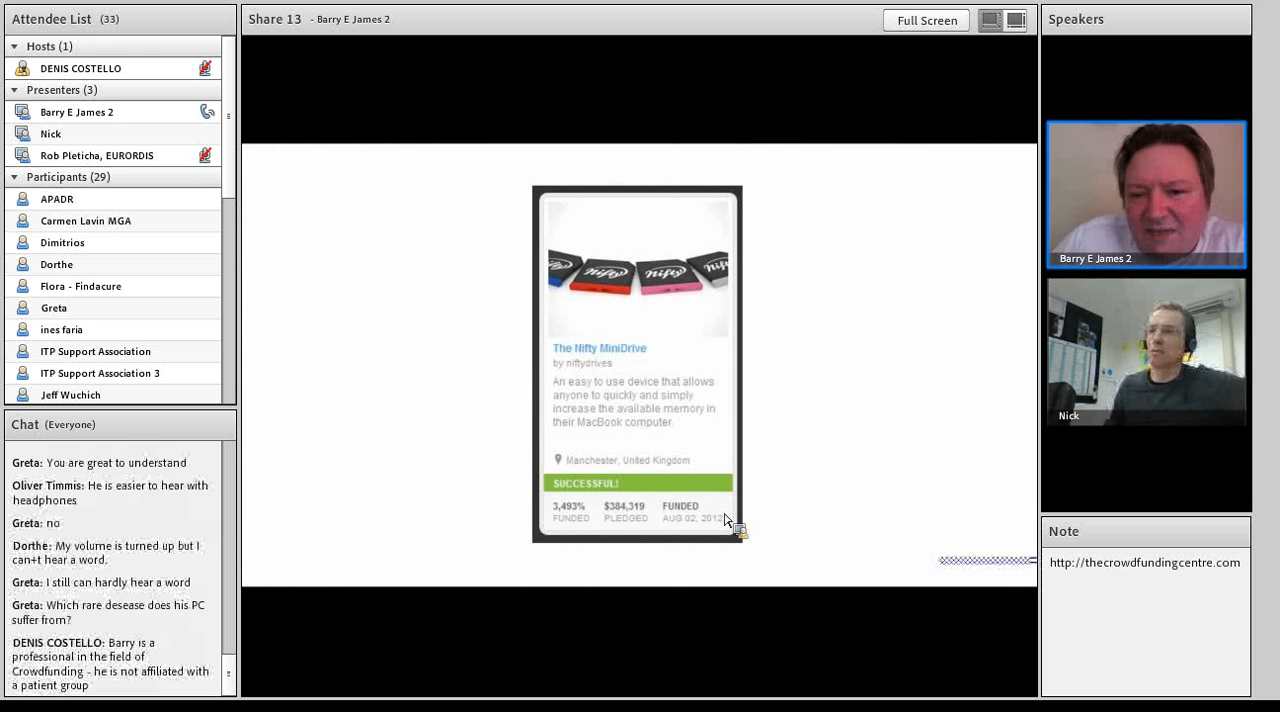 Attendee List (33)
Hosts (1)
DENIS COSTELLO
Presenters (3)
Barry E James 2
Nick
Rob Pleticha, EURORDIS
Participants (29)
APADR
Carmen Lavin MGA
Dimitrios
Dorthe
Flora - Findacure
Greta
ines faria
ITP Support Association
ITP Support Association 3
Jeff Wuchich
Chat (Everyone)
Greta: You are great to understand
Oliver Timmis: He is easier to hear with
headphones
Greta: no
Dorthe: My volume is turned up but I
can+t hear a word.
Greta: I still can hardly hear a word
Greta: Which rare desease does his PC
suffer from?
DENIS COSTELLO: Barry is a
professional in the field of
Crowdfunding - he is not affiliated with
a patient group
Share 13 - Barry E James 2
Full Screen
nifty
nifty
The Nifty MiniDrive
by niftydrives
An easy to use device that allows
anyone to quickly and simply
increase the available memory in
their MacBook computer.
Manchester, United Kingdom
SUCCESSFUL!
3,493% $384,319 FUNDED
FUNDED PLEDGED AUG 02, 2012
Speakers
Barry E James 2
Nick
Note
http://thecrowdfundingcentre.com